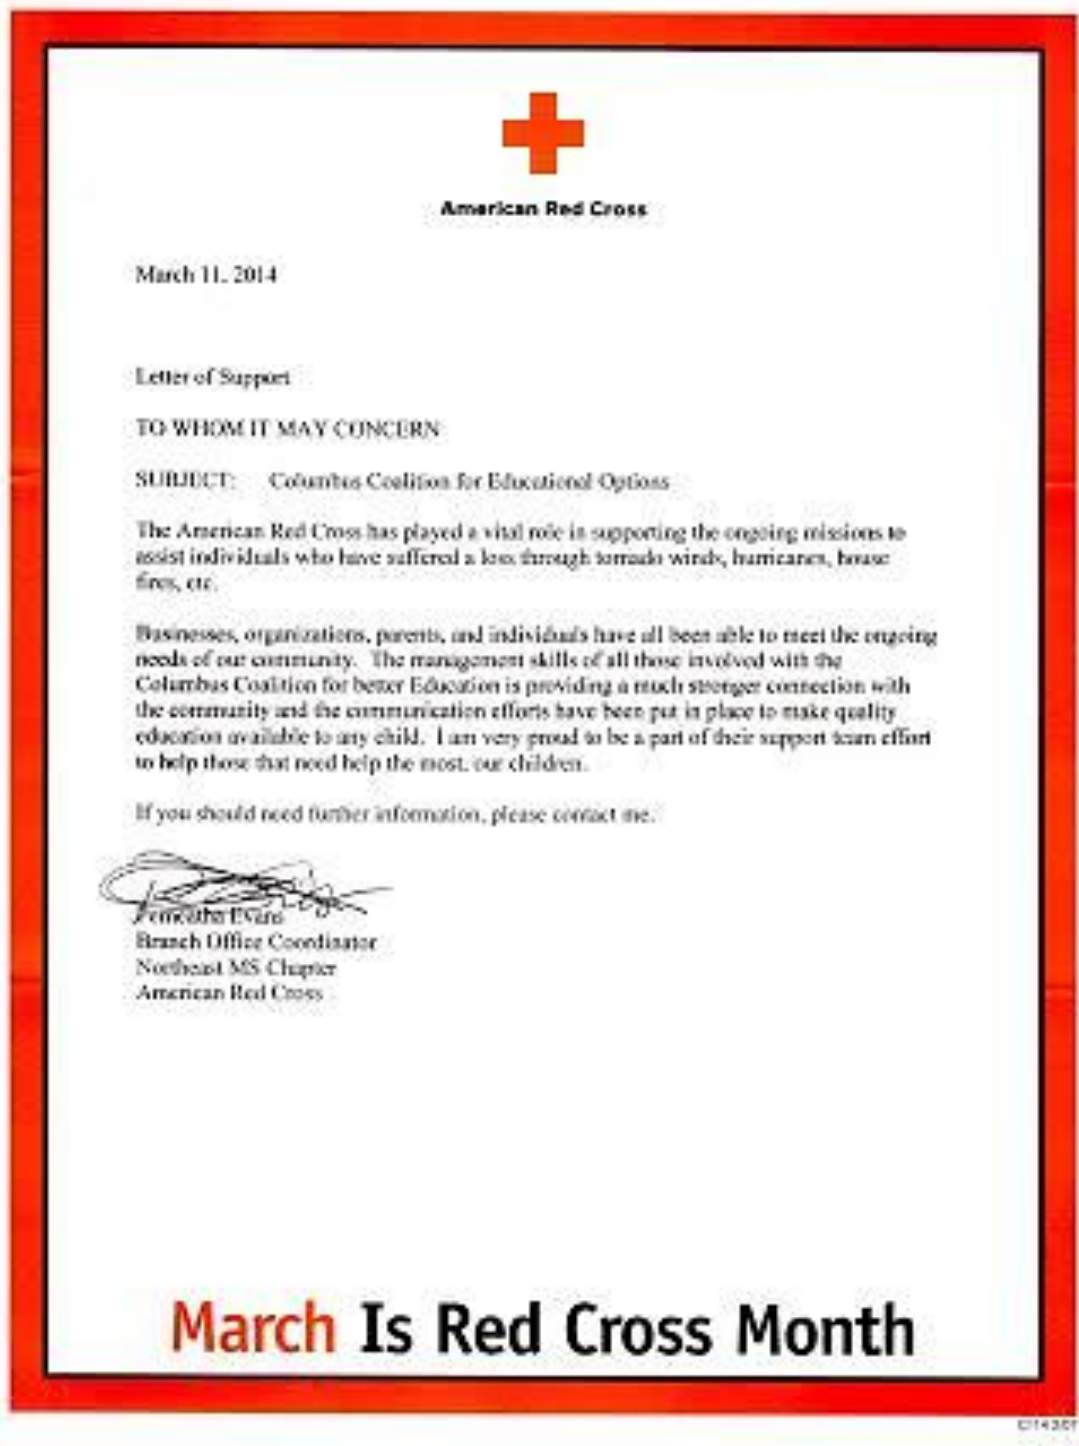 American Red Cross
March 11, 2014
Letter of Support
TO WHOM IT MAY CONCERN
SUBJECT: Columbus Coalition for Educational Options
The American Red Cross has played a vital role in supporting the ongoing missions to
assist individuals who have suffered a loss through tornado winds, hurricanes, house
fires, etc.
Businesses, organizations, parents, and individuals have all been able to meet the ongoing
needs of our community. The management skills of all those involved with the
Columbus Coalition for better Education is providing a much stronger connection with
the community and the communication efforts have been put in place to make quality
education available to any child. I am very proud to be a part of their support team effort
to help those that need help the most, our children.
If you should need further information, please contact me.
Evans
Branch Office Coordinator
Northeast MS Chapter
American Red Cross
March Is Red Cross Month